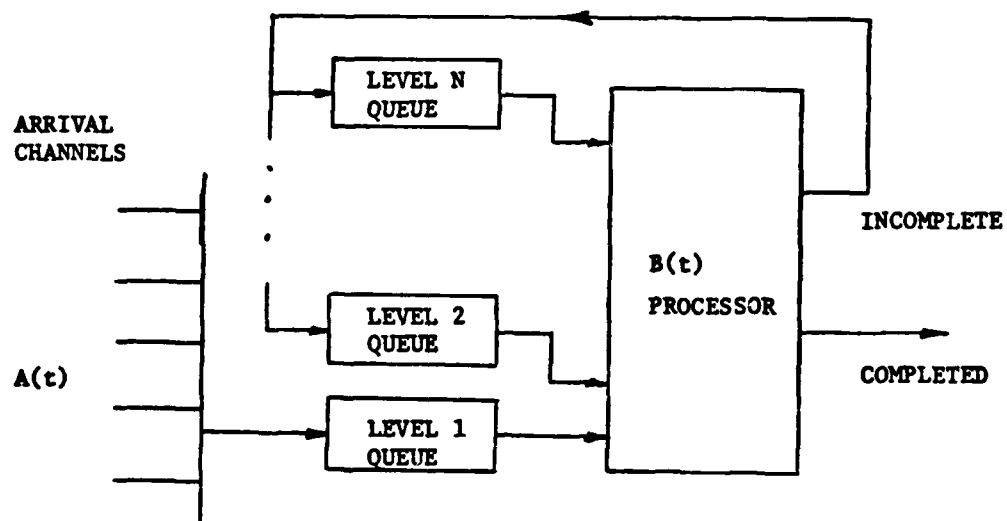 LEVEL N
QUEUE
ARRIVAL
CHANNELS
INCOMPLETE
B(t)
PROCESSOR
LEVEL 2
QUEUE
A(t)
COMPLETED
LEVEL 1
QUEUE